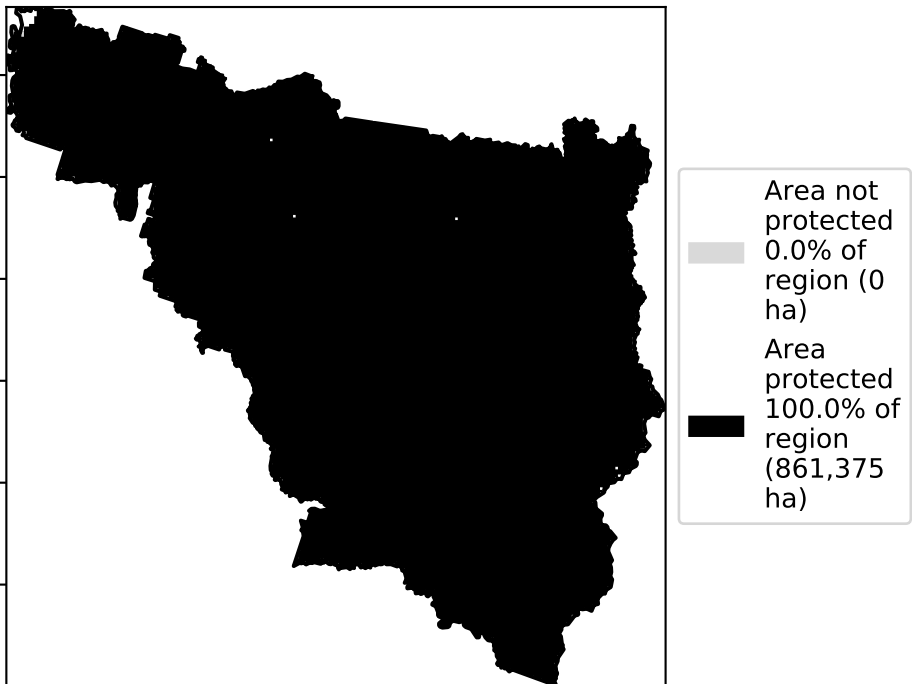 Area not
protected
0.0% of
region (0
ha)
Area
protected
100.0% of
region
(861,375
ha)